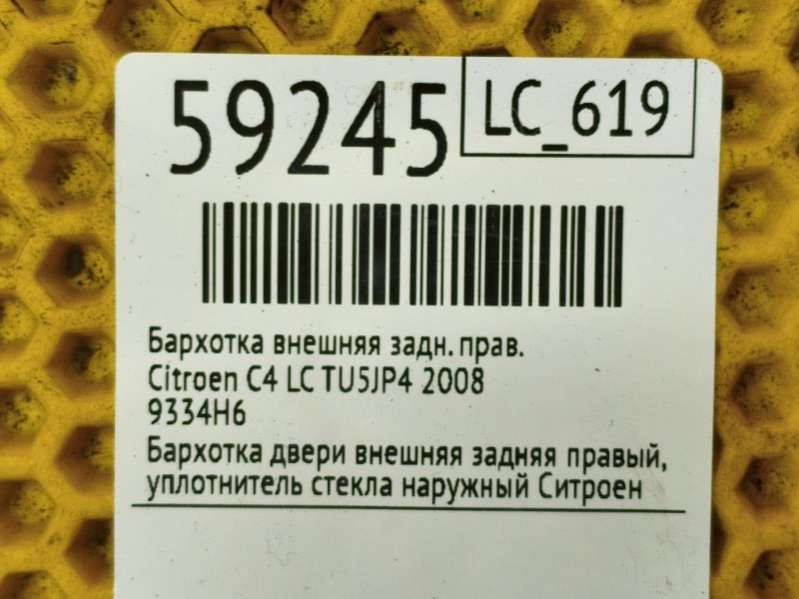 59245
LC_619
Бархотка внешняя задн. прав.
Citroen C4 LC TU5JP4 2008
9334H6
Бархотка двери внешняя задняя правый,
уплотнитель стекла наружный Ситроен